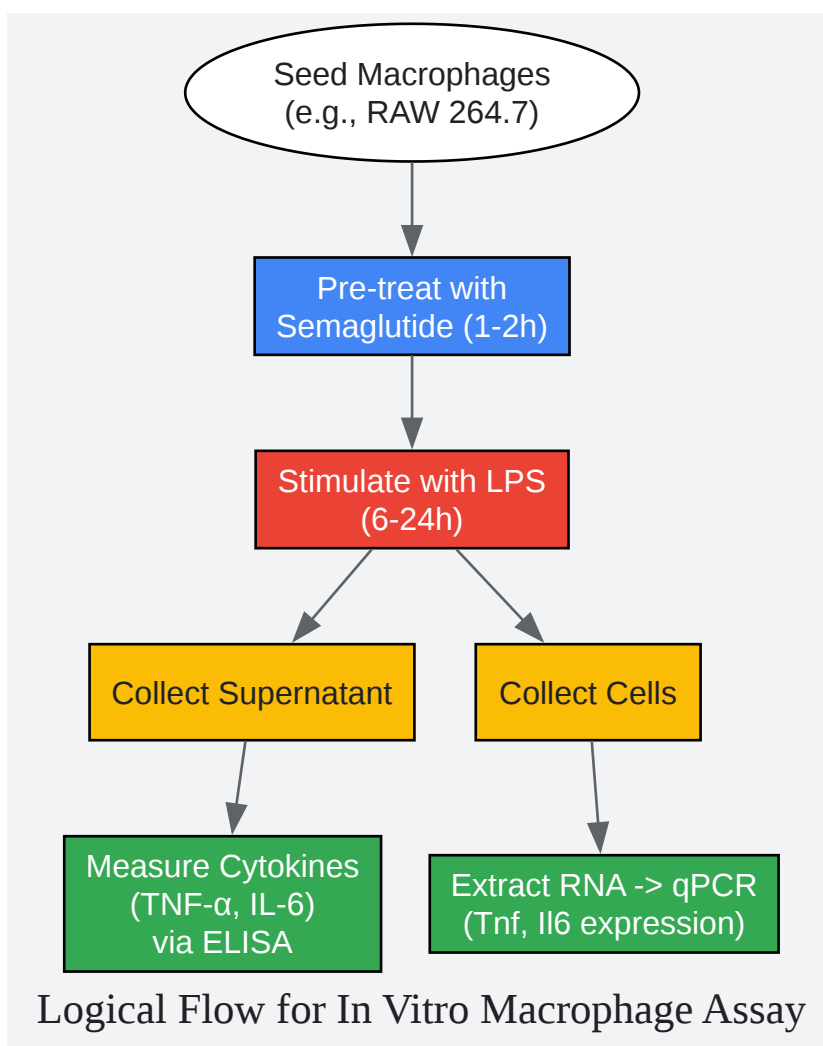 Seed Macrophages
(e.g., RAW 264.7)
Pre-treat with
Semaglutide (1-2h)
Stimulate with LPS
(6-24h)
Collect Supernatant
Collect Cells
Measure Cytokines
(TNF-α, IL-6)
via ELISA
Extract RNA -> qPCR
(Tnf, Il6 expression)
Logical Flow for In Vitro Macrophage Assay